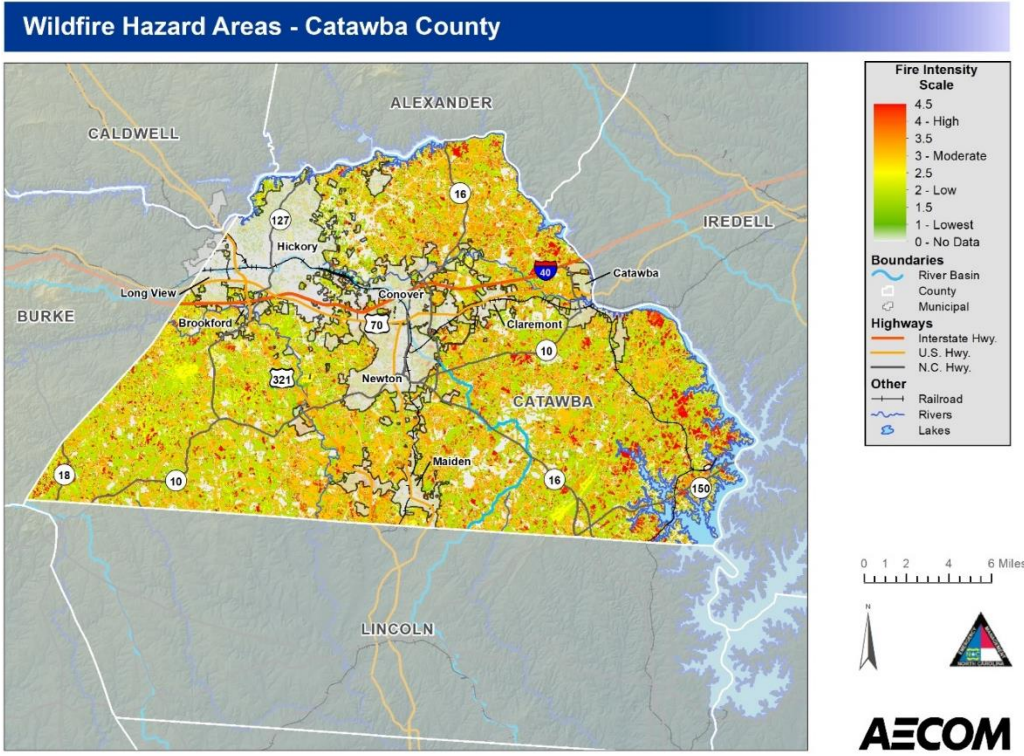 Wildfire Hazard Areas - Catawba County
ALEXANDER
CALDWELL
16
127
IREDELL
Hickory
40
Catawba
Long View
Conover
BURKE
70
Brookford
Claremont
10
321
Newton
CATAWBA
Maiden
18
10
16
150
LINCOLN
Fire Intensity
Scale
4.5
4 - High
3.5
3 - Moderate
2.5
2 - Low
1.5
1 - Lowest
0 - No Data
Boundaries
River Basin
County
Municipal
Highways
Interstate Hwy.
U.S. Hwy.
N.C. Hwy.
Other
Railroad
Rivers
Lakes
0 1 2 4 6 Miles
N
NORTH CAROLINA
AECOM